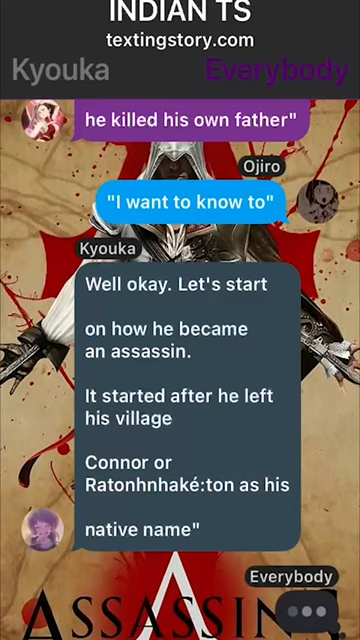 INDIAN TS
textingstory.com
Kyouka
Everybody
he killed his own father"
Ojiro
"I want to know to"
Kyouka
Well okay. Let's start
on how he became
an assassin.
It started after he left
his village
Connor or
Ratonhnhaké:ton as his
native name"
Everybody
ASSASSIN